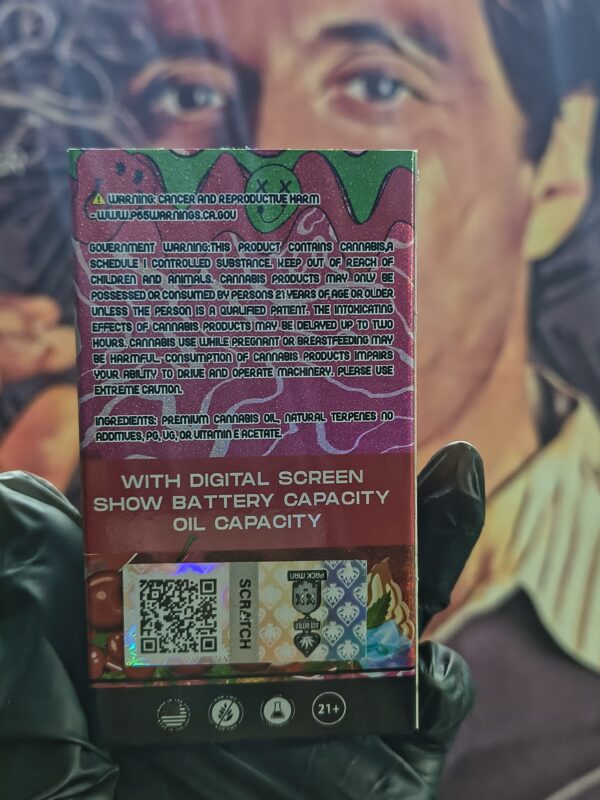 WARNING: CANCER AND REPRODUCTIVE HARM
- WWW.P65WARNINGS.CA.GOV
GOVERNMENT WARNING:THIS PRODUCT CONTAINS CANNABIS,A
SCHEDULE I CONTROLLED SUBSTANCE. KEEP OUT OF REACH OF
CHILDREN AND ANIMALS. CANNABIS PRODUCTS MAY ONLY BE
POSSESSED OR CONSUMED BY PERSONS 21 YEARS OF AGE OR OLDER
UNLESS THE PERSON IS A QUALIFIED PATIENT. THE INTOXICATING
EFFECTS OF CANNABIS PRODUCTS MAY BE DELAYED UP TO TWO
HOURS. CANNABIS USE WHILE PREGNANT OR BREASTFEEDING MAY
BE HARMFUL. CONSUMPTION OF CANNABIS PRODUCTS IMPAIRS
YOUR ABILITY TO DRIVE AND OPERATE MACHINERY. PLEASE USE
EXTREME CAUTION.
INGREDIENTS: PREMIUM CANNABIS OIL, NATURAL TERPENES NO
ADDITIVES, PG, VG, OR VITAMIN E ACETATE.
WITH DIGITAL SCREEN
SHOW BATTERY CAPACITY
OIL CAPACITY
SCRATCH
PACK MAN
21+